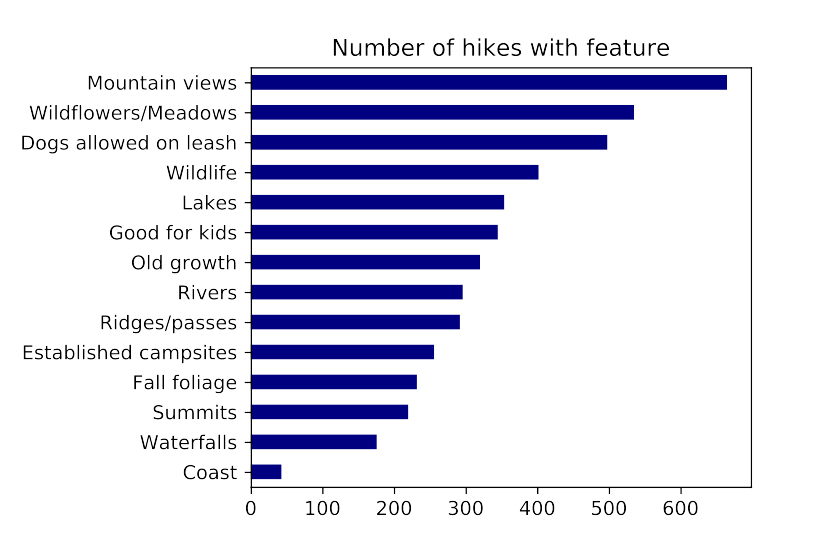 Number of hikes with feature
Mountain views
Wildflowers/Meadows
Dogs allowed on leash
Wildlife
Lakes
Good for kids
Old growth
Rivers
Ridges/passes
Established campsites
Fall foliage
Summits
Waterfalls
Coast
0 100 200 300 400 500 600